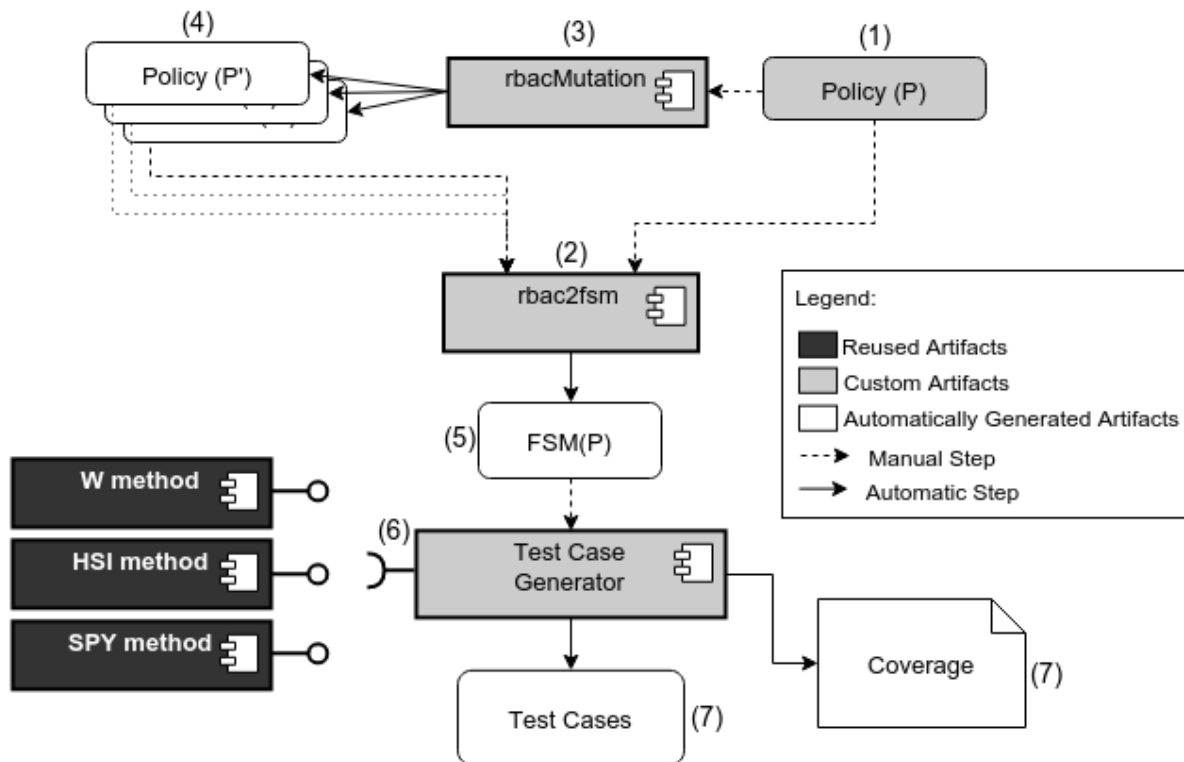 (4)
Policy (P')
(3)
rbacMutation
(1)
Policy (P)
(2)
rbac2fsm
Legend:
Reused Artifacts
Custom Artifacts
Automatically Generated Artifacts
Manual Step
Automatic Step
(5)
FSM(P)
W method
HSI method
SPY method
(6)
Test Case
Generator
Coverage
(7)
Test Cases
(7)